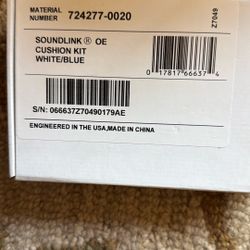 MATERIAL
NUMBER 724277-0020
SOUNDLINK® OE
CUSHION KIT
WHITE/BLUE
Z7049
0 17817 66637 4
S/N: 066637Z70490179AE
ENGINEERED IN THE USA,MADE IN CHINA